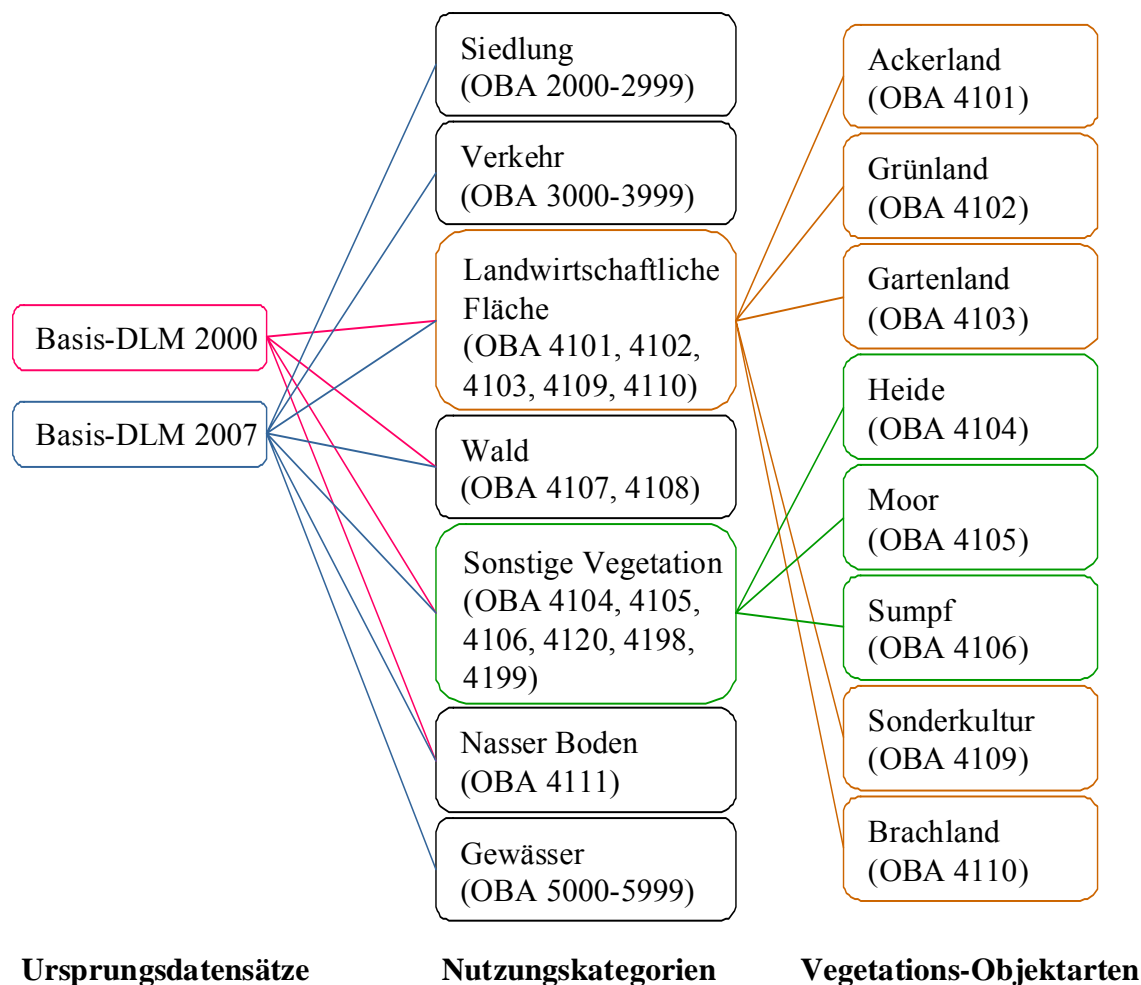 Basis-DLM 2000
Basis-DLM 2007
Siedlung
(OBA 2000-2999)
Verkehr
(OBA 3000-3999)
Landwirtschaftliche
Fläche
(OBA 4101, 4102,
4103, 4109, 4110)
Wald
(OBA 4107, 4108)
Sonstige Vegetation
(OBA 4104, 4105,
4106, 4120, 4198,
4199)
Nasser Boden
(OBA 4111)
Gewässer
(OBA 5000-5999)
Ackerland
(OBA 4101)
Grünland
(OBA 4102)
Gartenland
(OBA 4103)
Heide
(OBA 4104)
Moor
(OBA 4105)
Sumpf
(OBA 4106)
Sonderkultur
(OBA 4109)
Brachland
(OBA 4110)
Ursprungsdatensätze
Nutzungskategorien
Vegetations-Objektarten